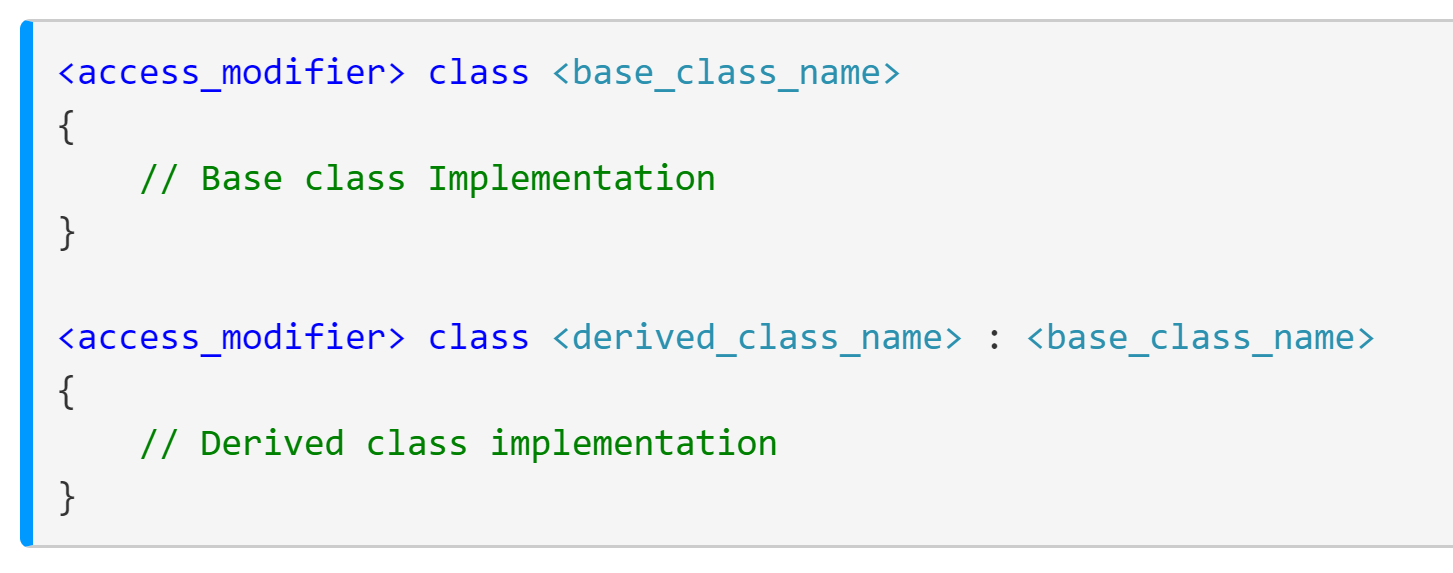 <access_modifier> class <base_class_name>
{
    // Base class Implementation
}
<access_modifier> class <derived_class_name> : <base_class_name>
{
    // Derived class implementation
}